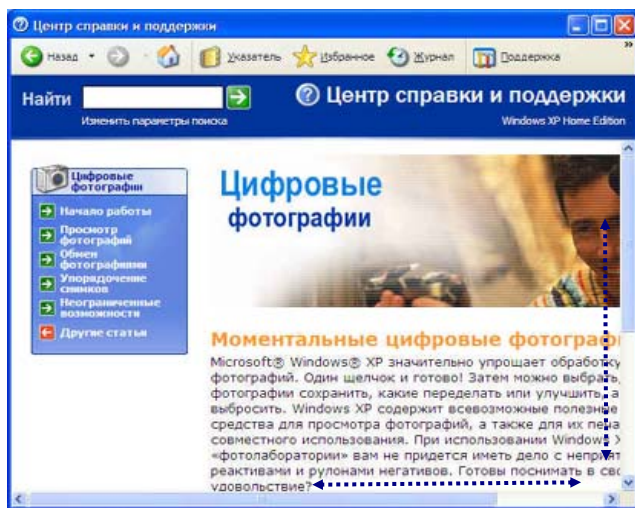 Центр справки и поддержки
Назад
Указатель
Избранное
Журнал
Поддержка
»
Найти
Изменить параметры поиска
Центр справки и поддержки
Windows XP Home Edition
Цифровые
фотографии
Начало работы
Просмотр
фотографий
Обмен
фотографиями
Упорядочение
снимков
Неограниченные
возможности
Другие статьи
Цифровые
фотографии
Моментальные цифровые фотограф
Microsoft® Windows® XP значительно упрощает обработку
фотографий. Один щелчок и готово! Затем можно выбрать,
фотографии сохранить, какие переделать или улучшить, а
выбросить. Windows XP содержит всевозможные полезные
средства для просмотра фотографий, а также для их печа
совместного использования. При использовании Windows X
«фотолаборатории» вам не придется иметь дело с неприят
реактивами и рулонами негативов. Готовы поснимать в сво
удовольствие?